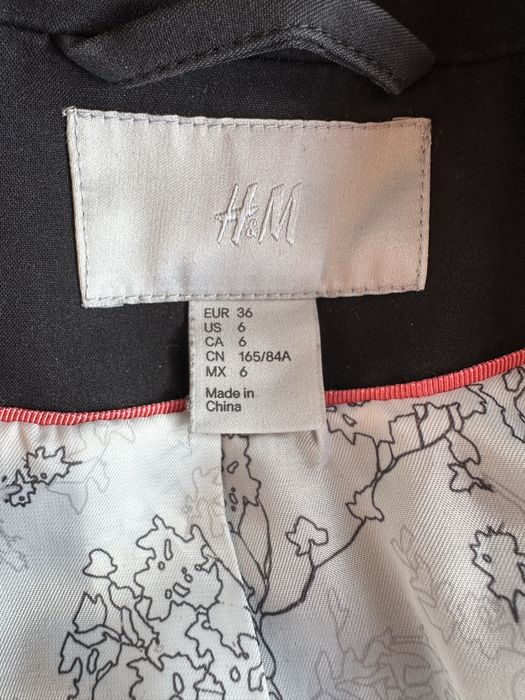 H&M
EUR 36
US 6
CA 6
CN 165/84A
MX 6
Made in
China